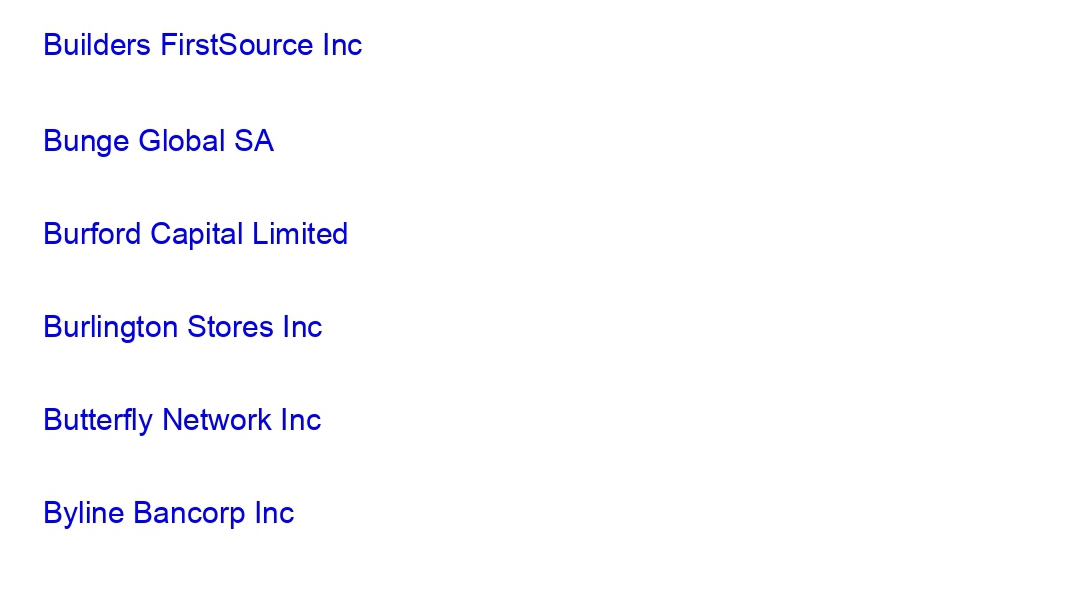 Builders FirstSource Inc
Bunge Global SA
Burford Capital Limited
Burlington Stores Inc
Butterfly Network Inc
Byline Bancorp Inc